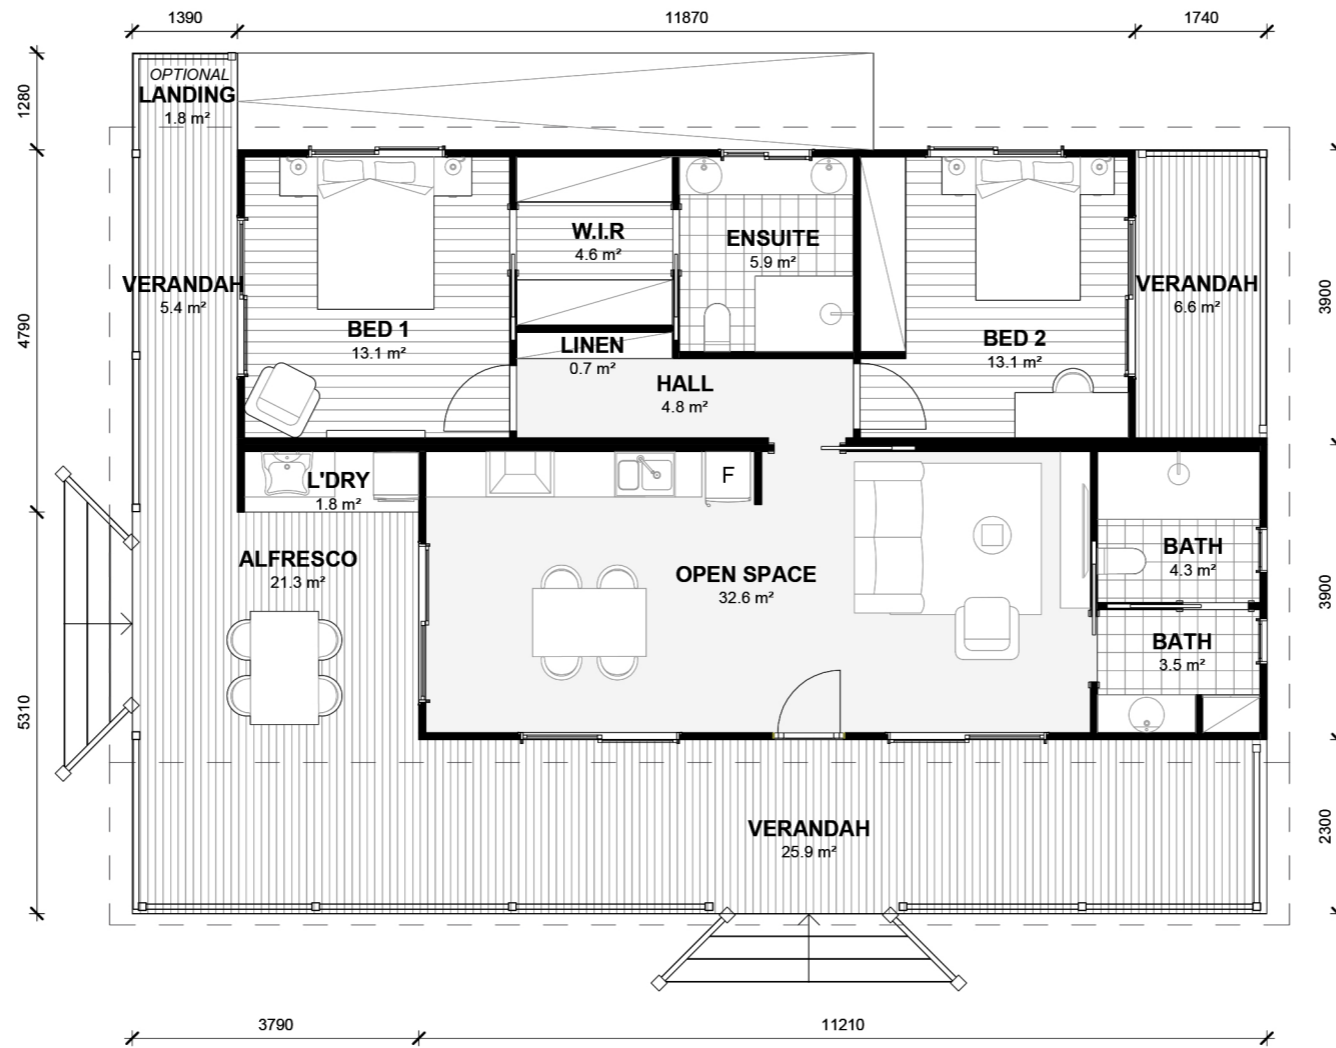 1390
11870
1740
1280
OPTIONAL
LANDING
1.8 m²
4790
VERANDAH
5.4 m²
BED 1
13.1 m²
W.I.R
4.6 m²
ENSUITE
5.9 m²
BED 2
13.1 m²
VERANDAH
6.6 m²
3900
LINEN
0.7 m²
HALL
4.8 m²
L'DRY
1.8 m²
F
ALFRESCO
21.3 m²
OPEN SPACE
32.6 m²
BATH
4.3 m²
BATH
3.5 m²
3900
5310
VERANDAH
25.9 m²
2300
3790
11210